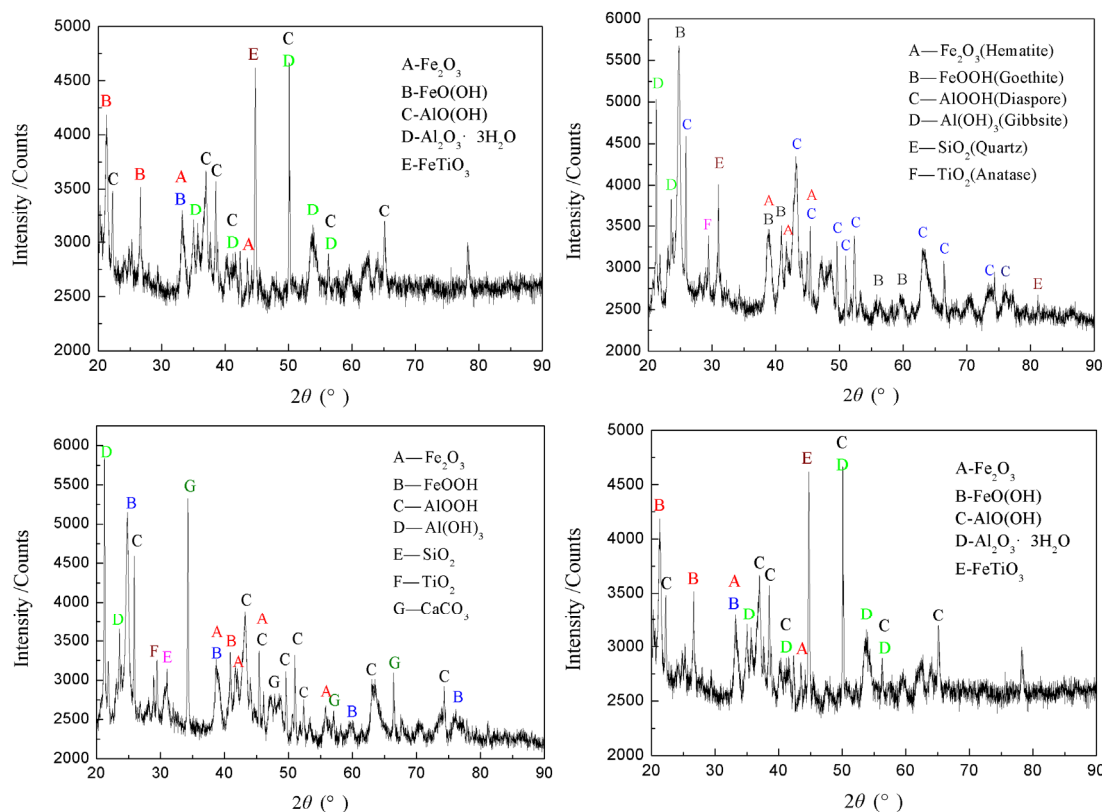 Intensity /Counts
5000
4500
4000
3500
3000
2500
2000
C
E D
A-Fe₂O₃
B-FeO(OH)
C-AlO(OH)
D-Al₂O₃· 3H₂O
E-FeTiO₃
B
C B A C C
B D C D C
D A D C
20 30 40 50 60 70 80 90
2θ (°)
Intensity /Counts
6000
5500
5000
4500
4000
3500
3000
2500
2000
B
A—Fe₂O₃(Hematite)
B—FeOOH(Goethite)
C—AlOOH(Diaspore)
D—Al(OH)₃(Gibbsite)
E—SiO₂(Quartz)
F—TiO₂(Anatase)
D
C C
E
D A A
F B B C
A C C C
C C C
B B E
20 30 40 50 60 70 80 90
2θ (°)
Intensity /Counts
6000
5500
5000
4500
4000
3500
3000
2500
2000
D
G
B
C
A—Fe₂O₃
B—FeOOH
C—AlOOH
D—Al(OH)₃
E—SiO₂
F—TiO₂
G—CaCO₃
C
D A A
B B C
F E A C C C G
G C C
A G B B
20 30 40 50 60 70 80 90
2θ (°)
Intensity /Counts
5000
4500
4000
3500
3000
2500
2000
C
E D
A-Fe₂O₃
B-FeO(OH)
C-AlO(OH)
D-Al₂O₃· 3H₂O
E-FeTiO₃
B
C B A C C
B D C D C
D A D C
20 30 40 50 60 70 80 90
2θ (°)